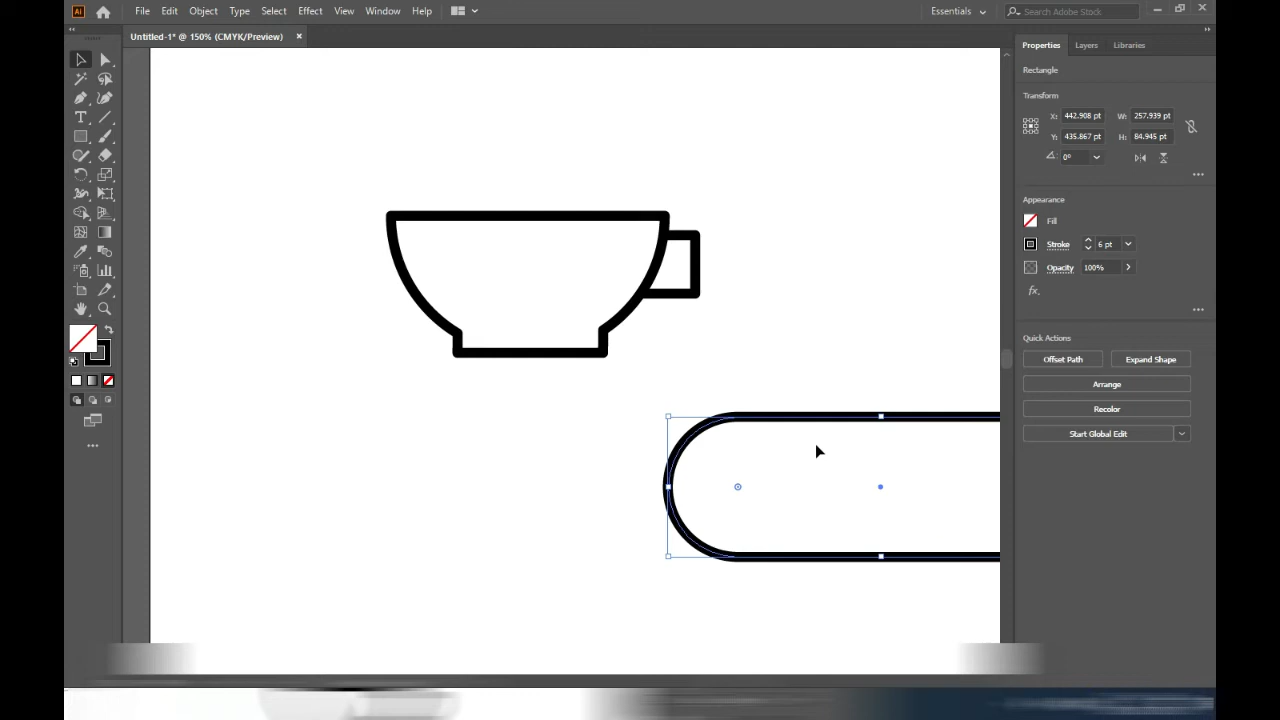 Ai File Edit Object Type Select Effect View Window Help Essentials Search Adobe Stock
Untitled-1* @ 150% (CMYK/Preview) ×
Properties Layers Libraries
Rectangle
Transform
X: 442.908 pt W: 257.939 pt
Y: 435.867 pt H: 84.945 pt
0°
Appearance
Fill
Stroke 6 pt
Opacity 100%
fx.
Quick Actions
Offset Path Expand Shape
Arrange
Recolor
Start Global Edit